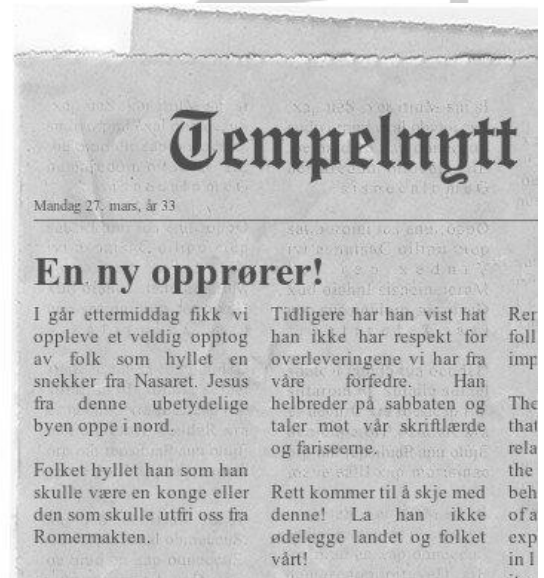 Tempelnytt
Mandag 27. mars, år 33
En ny opprører!
I går ettermiddag fikk vi
oppleve et veldig opptog
av folk som hyllet en
snekker fra Nasaret. Jesus
fra denne ubetydelige
byen oppe i nord.
Folket hyllet han som han
skulle være en konge eller
den som skulle utfri oss fra
Romermakten.
Tidligere har han vist hat
han ikke har respekt for
overleveringene vi har fra
våre forfedre. Han
helbreder på sabbaten og
taler mot vår skriftlærde
og fariseerne.
Rett kommer til å skje med
denne! La han ikke
ødelegge landet og folket
vårt!